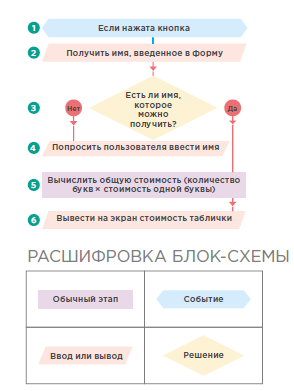 1 Если нажата кнопка
2 Получить имя, введенное в форму
Есть ли имя,
3 Нет которое Да
можно
получить?
4 Попросить пользователя ввести имя
5 Вычислить общую стоимость (количество
букв × стоимость одной буквы)
6 Вывести на экран стоимость таблички
РАСШИФРОВКА БЛОК-СХЕМЫ
Обычный этап Событие
Ввод или вывод Решение